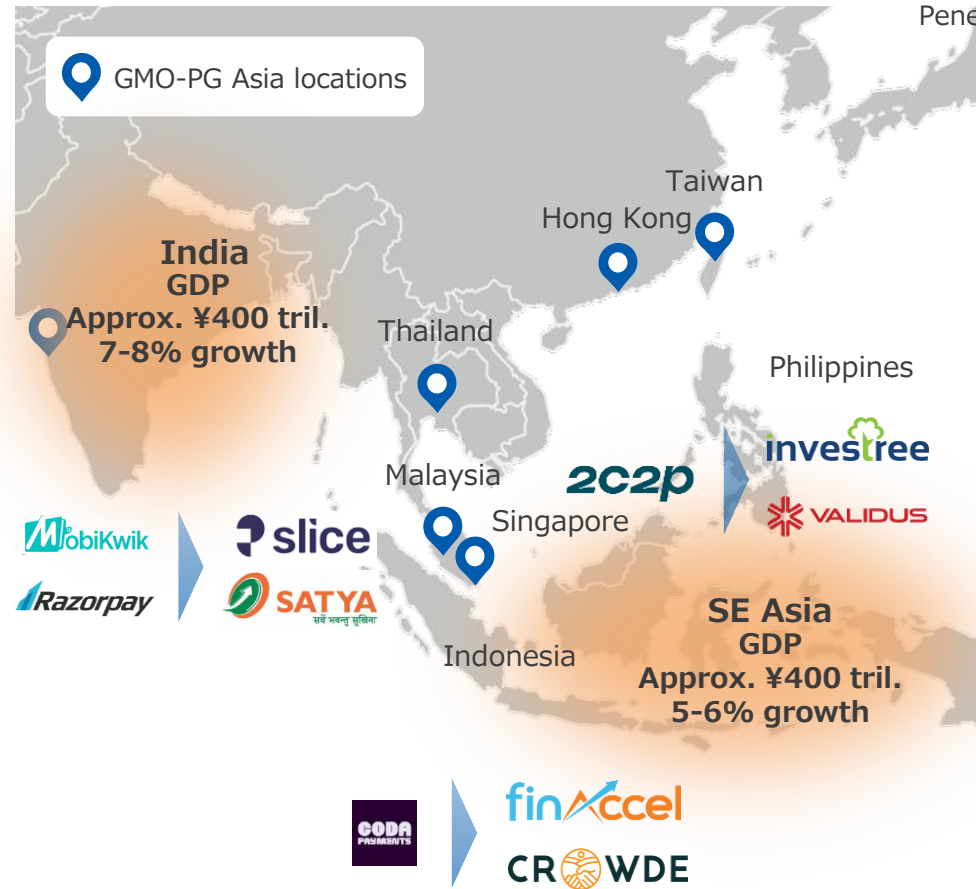 Pene
GMO-PG Asia locations
Taiwan
Hong Kong
India
GDP
Approx. ¥400 tril.
7-8% growth
Thailand
Philippines
investree
Malaysia
2c2p
Singapore
VALIDUS
MobiKwik
slice
Razorpay
SATYA
सर्वे भवन्तु सुखिनः
SE Asia
GDP
Approx. ¥400 tril.
5-6% growth
Indonesia
finAccel
CODA
PAYMENTS
CROWDE